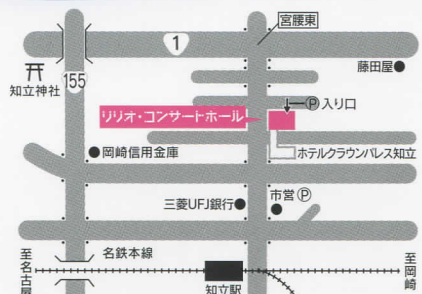 宮腰東
1
藤田屋
知立神社
155
Ⓟ入り口
リリオ・コンサートホール
岡崎信用金庫
ホテルクラウンパレス知立
三菱UFJ銀行
市営Ⓟ
至名古屋
名鉄本線
至岡崎
知立駅